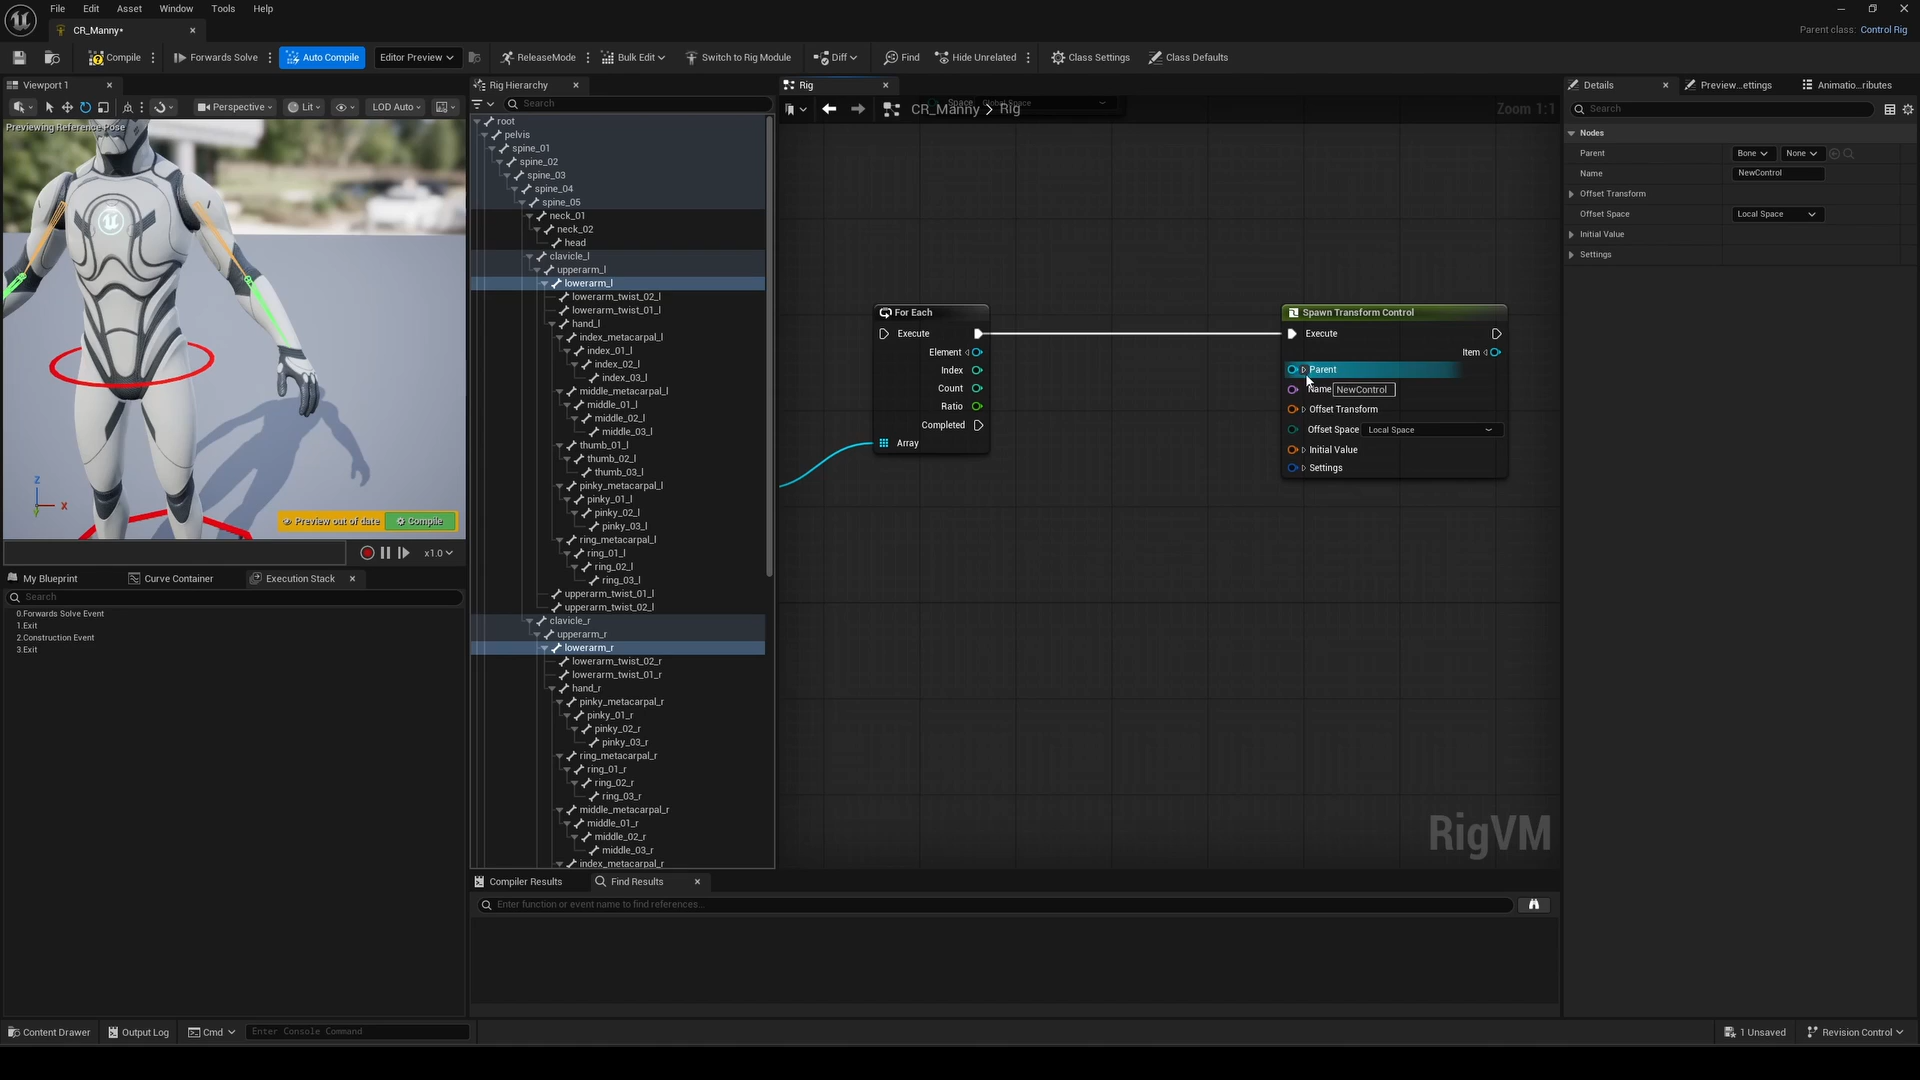 File Edit Asset Window Tools Help
CR_Manny•
Parent class: Control Rig
Compile
Forwards Solve
Auto Compile
Editor Preview
ReleaseMode
Bulk Edit
Switch to Rig Module
Diff
Find
Hide Unrelated
Class Settings
Class Defaults
Viewport 1
Perspective
Lit
LOD Auto
Previewing Reference Pose
Z
X
Y
Preview out of date
Compile
x1.0
My Blueprint
Curve Container
Execution Stack
Search
0.Forwards Solve Event
1.Exit
2.Construction Event
3.Exit
Rig Hierarchy
Search
root
pelvis
spine_01
spine_02
spine_03
spine_04
spine_05
neck_01
neck_02
head
clavicle_l
upperarm_l
lowerarm_l
lowerarm_twist_02_l
lowerarm_twist_01_l
hand_l
index_metacarpal_l
index_01_l
index_02_l
index_03_l
middle_metacarpal_l
middle_01_l
middle_02_l
middle_03_l
thumb_01_l
thumb_02_l
thumb_03_l
pinky_metacarpal_l
pinky_01_l
pinky_02_l
pinky_03_l
ring_metacarpal_l
ring_01_l
ring_02_l
ring_03_l
upperarm_twist_01_l
upperarm_twist_02_l
clavicle_r
upperarm_r
lowerarm_r
lowerarm_twist_02_r
lowerarm_twist_01_r
hand_r
pinky_metacarpal_r
pinky_01_r
pinky_02_r
pinky_03_r
ring_metacarpal_r
ring_01_r
ring_02_r
ring_03_r
middle_metacarpal_r
middle_01_r
middle_02_r
middle_03_r
index_metacarpal_r
Rig
Space Global Space
CR_Manny > Rig
Zoom 1:1
For Each
Execute
Element
Index
Count
Ratio
Completed
Array
Spawn Transform Control
Execute
Item
Parent
Name NewControl
Offset Transform
Offset Space Local Space
Initial Value
Settings
RigVM
Compiler Results
Find Results
Enter function or event name to find references...
Details
Preview...ettings
Animatio...ributes
Search
Nodes
Parent Bone None
Name NewControl
Offset Transform
Offset Space Local Space
Initial Value
Settings
Content Drawer
Output Log
Cmd
Enter Console Command
1 Unsaved
Revision Control